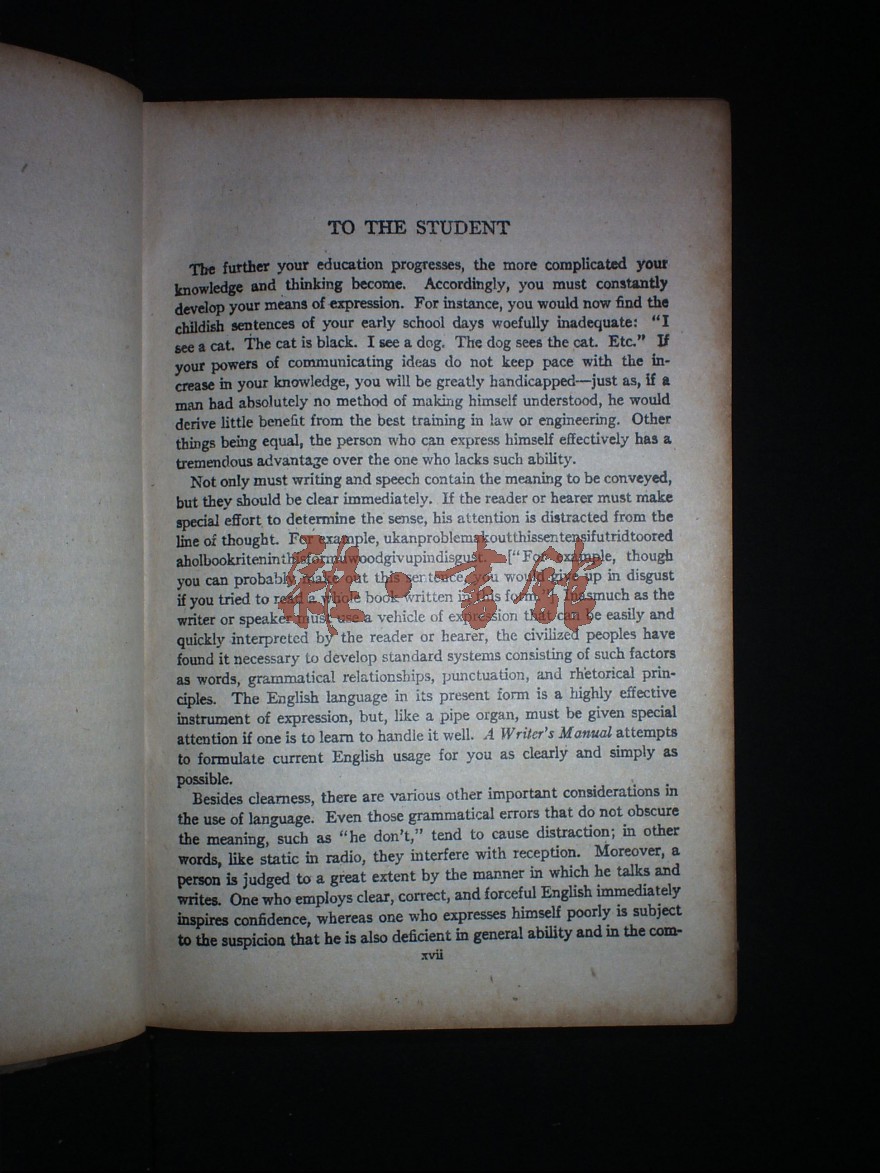 TO THE STUDENT
The further your education progresses, the more complicated your
knowledge and thinking become. Accordingly, you must constantly
develop your means of expression. For instance, you would now find the
childish sentences of your early school days woefully inadequate: “I
see a cat. The cat is black. I see a dog. The dog sees the cat. Etc.” If
your powers of communicating ideas do not keep pace with the in-
crease in your knowledge, you will be greatly handicapped—just as, if a
man had absolutely no method of making himself understood, he would
derive little benefit from the best training in law or engineering. Other
things being equal, the person who can express himself effectively has a
tremendous advantage over the one who lacks such ability.
Not only must writing and speech contain the meaning to be conveyed,
but they should be clear immediately. If the reader or hearer must make
special effort to determine the sense, his attention is distracted from the
line of thought. For example, ukanproblemakoutthissentensifutridtoored
aholbookriteninthisformuwoodgivupindisgust. [“For example, though
you can probably make out this sentence, you would give up in disgust
if you tried to read a whole book written in this form.”] Inasmuch as the
writer or speaker must use a vehicle of expression that can be easily and
quickly interpreted by the reader or hearer, the civilized peoples have
found it necessary to develop standard systems consisting of such factors
as words, grammatical relationships, punctuation, and rhetorical prin-
ciples. The English language in its present form is a highly effective
instrument of expression, but, like a pipe organ, must be given special
attention if one is to learn to handle it well. A Writer's Manual attempts
to formulate current English usage for you as clearly and simply as
possible.
Besides clearness, there are various other important considerations in
the use of language. Even those grammatical errors that do not obscure
the meaning, such as “he don't,” tend to cause distraction; in other
words, like static in radio, they interfere with reception. Moreover, a
person is judged to a great extent by the manner in which he talks and
writes. One who employs clear, correct, and forceful English immediately
inspires confidence, whereas one who expresses himself poorly is subject
to the suspicion that he is also deficient in general ability and in the com-
xvii